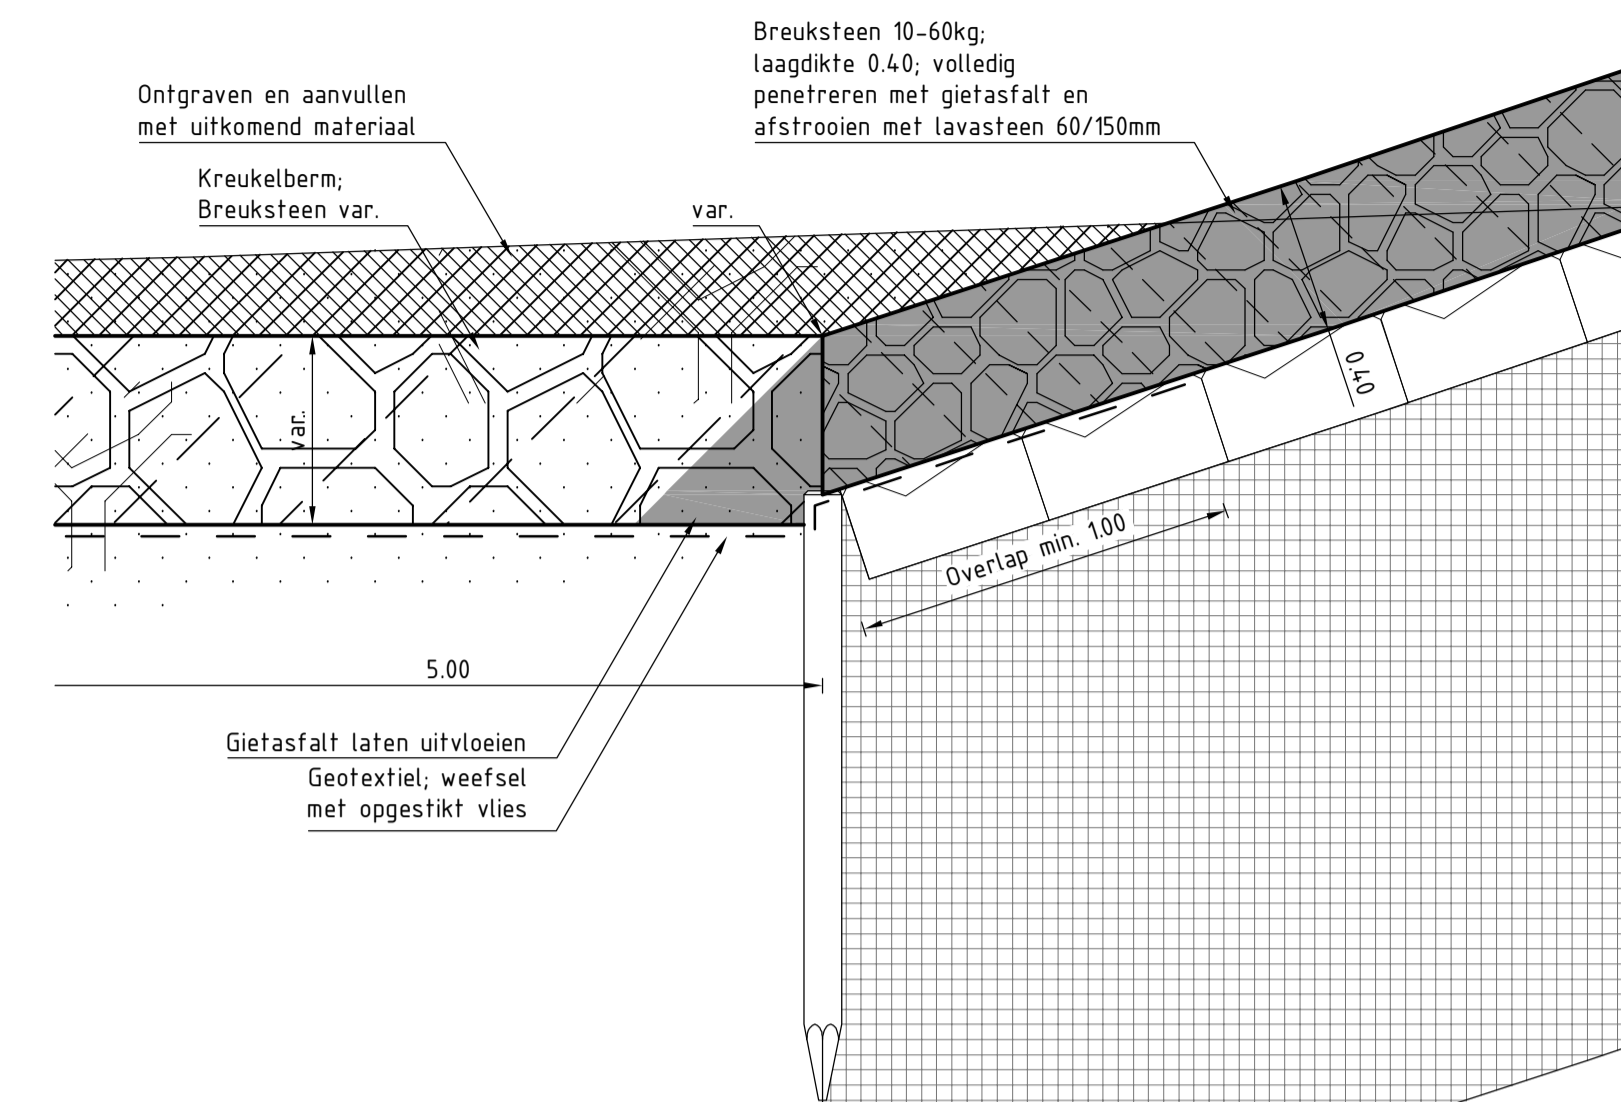 Breuksteen 10-60kg;
laagdikte 0.40; volledig
penetreren met gietasfalt en
afstrooien met lavasteen 60/150mm
Ontgraven en aanvullen
met uitkomend materiaal
Kreukelberm;
Breuksteen var.
var.
var.
0.40
Overlap min. 1.00
5.00
Gietasfalt laten uitvloeien
Geotextiel; weefsel
met opgestikt vlies